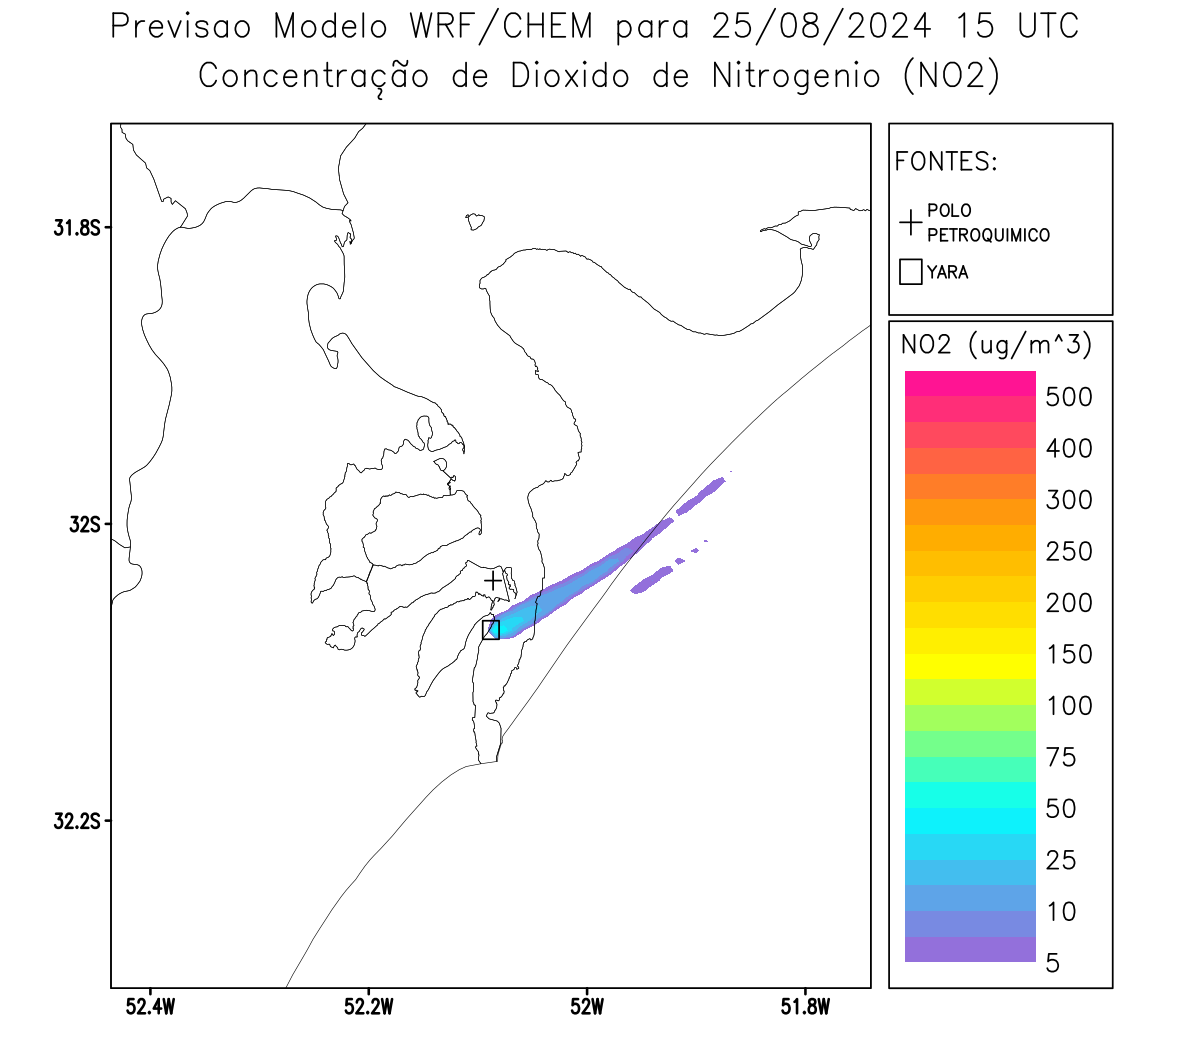 Previsao Modelo WRF/CHEM para 25/08/2024 15 UTC
Concentração de Dioxido de Nitrogenio (NO2)
FONTES:
POLO
PETROQUIMICO
YARA
NO2 (ug/m^3)
500
400
300
250
200
150
100
75
50
25
10
5
31.8S
32S
32.2S
52.4W
52.2W
52W
51.8W